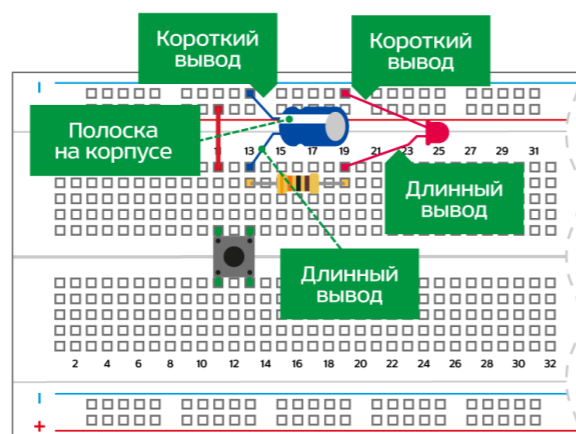 Короткий
вывод
Короткий
вывод
Полоска
на корпусе
11 13 15 17 19 21 23 25 27 29 31
Длинный
вывод
Длинный
вывод
2 4 6 8 10 12 14 16 18 20 22 24 26 28 30 32
+